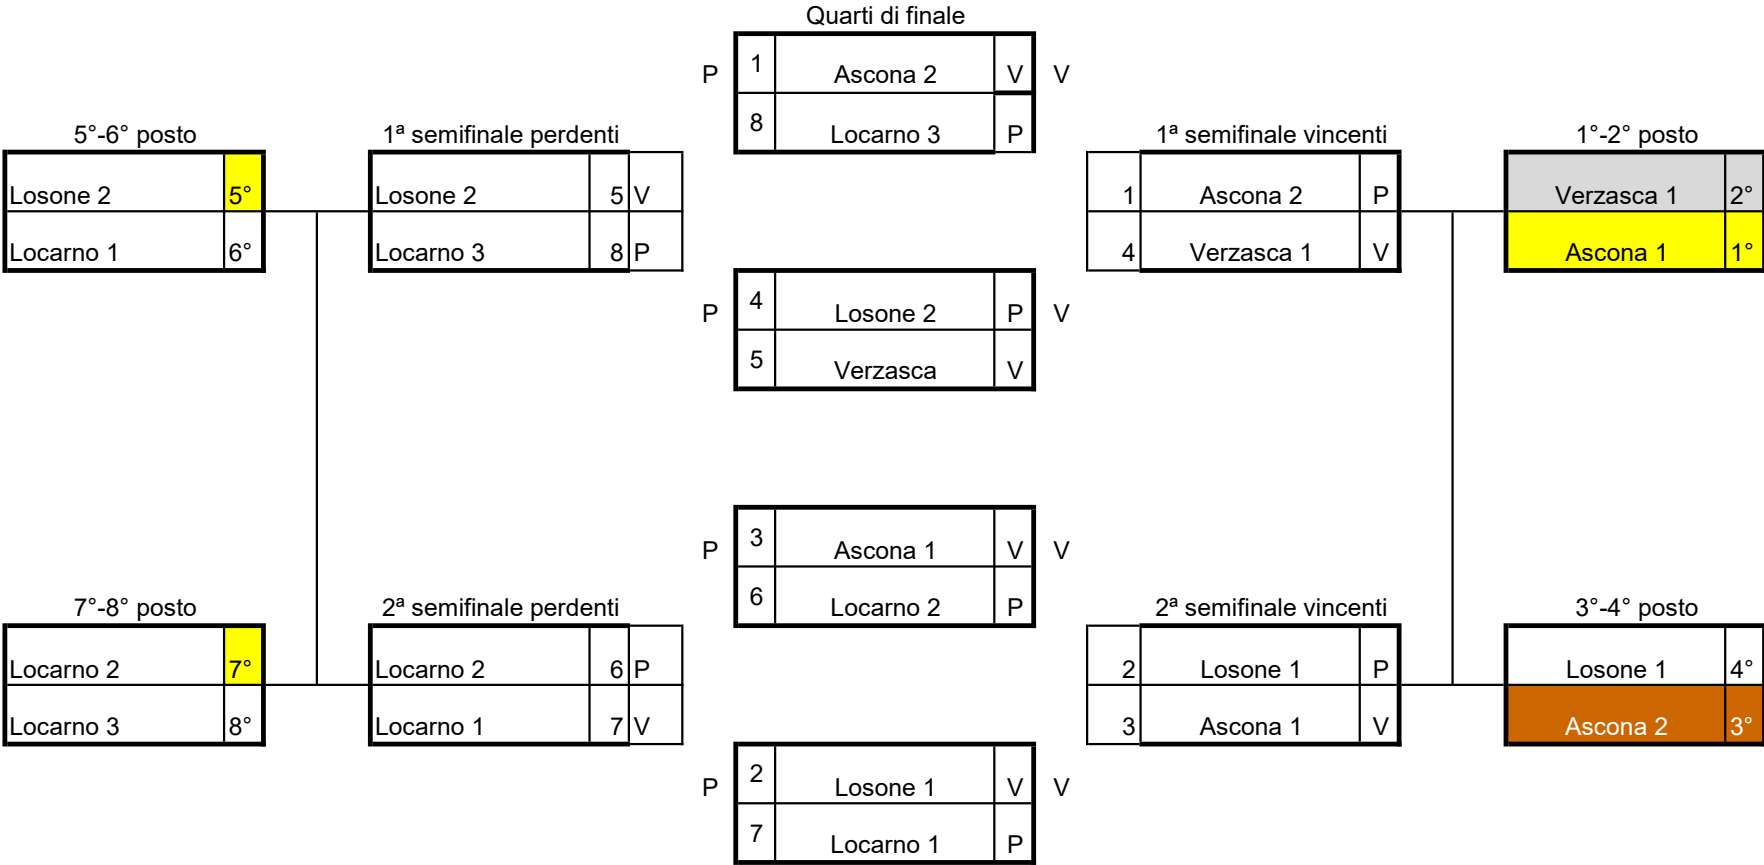 Quarti di finale
P 1 Ascona 2 V V
8 Locarno 3 P
5°-6° posto 1ª semifinale perdenti 1ª semifinale vincenti 1°-2° posto
Losone 2 5° Losone 2 5 V 1 Ascona 2 P Verzasca 1 2°
Locarno 1 6° Locarno 3 8 P 4 Verzasca 1 V Ascona 1 1°
P 4 Losone 2 P V
5 Verzasca V
P 3 Ascona 1 V V
6 Locarno 2 P
7°-8° posto 2ª semifinale perdenti 2ª semifinale vincenti 3°-4° posto
Locarno 2 7° Locarno 2 6 P 2 Losone 1 P Losone 1 4°
Locarno 3 8° Locarno 1 7 V 3 Ascona 1 V Ascona 2 3°
P 2 Losone 1 V V
7 Locarno 1 P